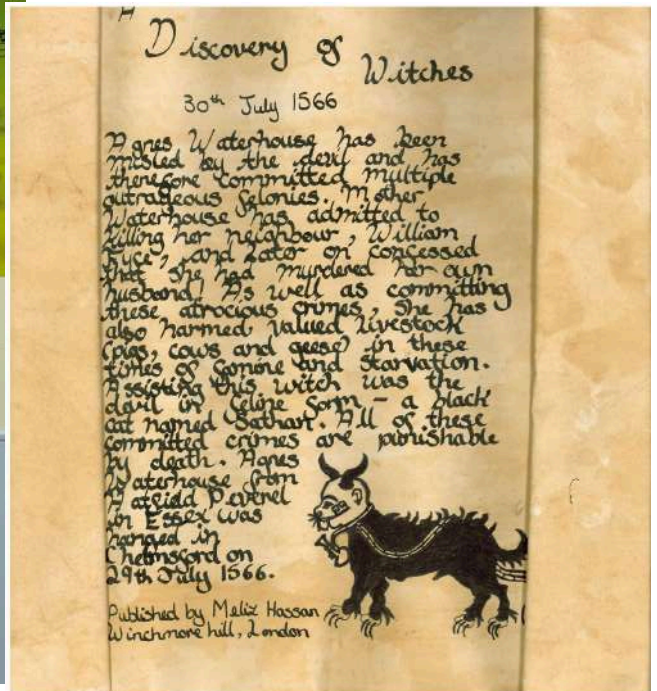 A
Discovery of
Witches
30th July 1566
Agnes Waterhouse has been
misled by the devil and has
therefore committed multiple
outrageous felonies. Mother
Waterhouse has admitted to
killing her neighbour, William
Fyce, and later on confessed
that she had murdered her own
husband! As well as committing
these atrocious crimes, she has
also harmed valued livestock
(pigs, cows and geese) in these
times of famine and starvation.
Assisting this witch was the
devil in feline form - a black
cat named Sathan. All of these
committed crimes are punishable
by death. Agnes
Waterhouse from
Hatfield Peverel
in Essex was
hanged in
Chelmsford on
29th July 1566.
Published by Meliz Hassan
Winchmore hill, London